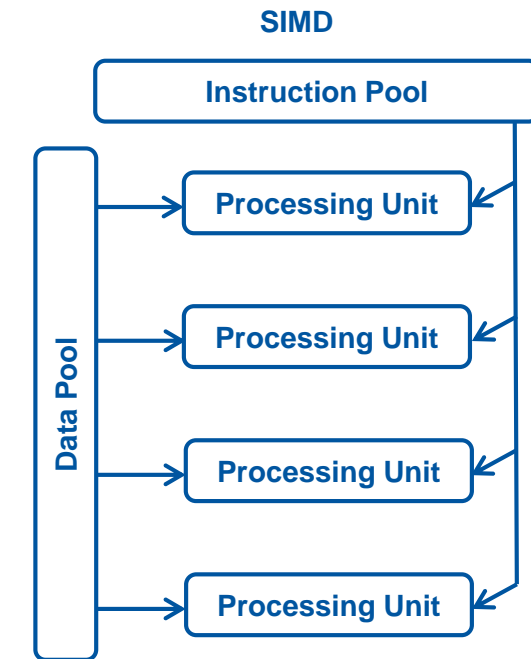 SIMD
Instruction Pool
Data Pool
Processing Unit
Processing Unit
Processing Unit
Processing Unit